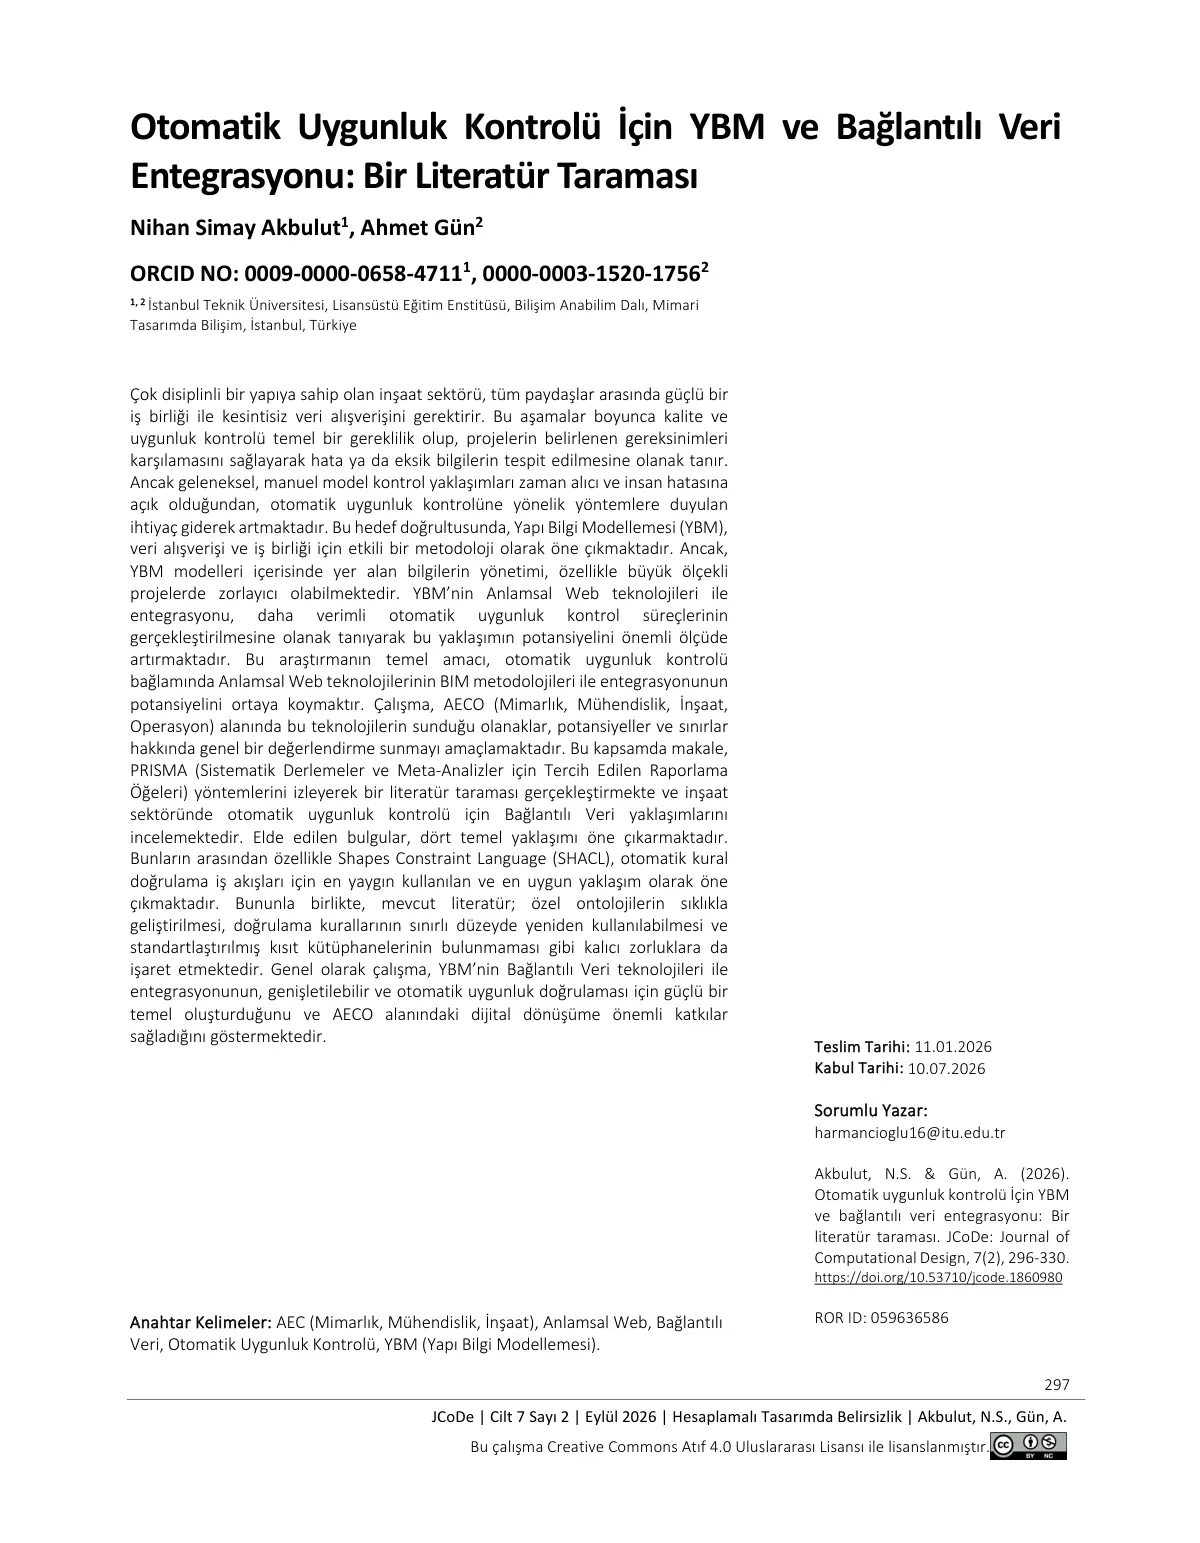 Otomatik Uygunluk Kontrolü İçin YBM ve Bağlantılı Veri
Entegrasyonu: Bir Literatür Taraması
Nihan Simay Akbulut1, Ahmet Gün2
ORCID NO: 0009-0000-0658-47111, 0000-0003-1520-17562
1, 2 İstanbul Teknik Üniversitesi, Lisansüstü Eğitim Enstitüsü, Bilişim Anabilim Dalı, Mimari
Tasarımda Bilişim, İstanbul, Türkiye
Çok disiplinli bir yapıya sahip olan inşaat sektörü, tüm paydaşlar arasında güçlü bir
iş birliği ile kesintisiz veri alışverişini gerektirir. Bu aşamalar boyunca kalite ve
uygunluk kontrolü temel bir gereklilik olup, projelerin belirlenen gereksinimleri
karşılamasını sağlayarak hata ya da eksik bilgilerin tespit edilmesine olanak tanır.
Ancak geleneksel, manuel model kontrol yaklaşımları zaman alıcı ve insan hatasına
açık olduğundan, otomatik uygunluk kontrolüne yönelik yöntemlere duyulan
ihtiyaç giderek artmaktadır. Bu hedef doğrultusunda, Yapı Bilgi Modellemesi (YBM),
veri alışverişi ve iş birliği için etkili bir metodoloji olarak öne çıkmaktadır. Ancak,
YBM modelleri içerisinde yer alan bilgilerin yönetimi, özellikle büyük ölçekli
projelerde zorlayıcı olabilmektedir. YBM’nin Anlamsal Web teknolojileri ile
entegrasyonu, daha verimli otomatik uygunluk kontrol süreçlerinin
gerçekleştirilmesine olanak tanıyarak bu yaklaşımın potansiyelini önemli ölçüde
artırmaktadır. Bu araştırmanın temel amacı, otomatik uygunluk kontrolü
bağlamında Anlamsal Web teknolojilerinin BIM metodolojileri ile entegrasyonunun
potansiyelini ortaya koymaktır. Çalışma, AECO (Mimarlık, Mühendislik, İnşaat,
Operasyon) alanında bu teknolojilerin sunduğu olanaklar, potansiyeller ve sınırlar
hakkında genel bir değerlendirme sunmayı amaçlamaktadır. Bu kapsamda makale,
PRISMA (Sistematik Derlemeler ve Meta-Analizler için Tercih Edilen Raporlama
Öğeleri) yöntemlerini izleyerek bir literatür taraması gerçekleştirmekte ve inşaat
sektöründe otomatik uygunluk kontrolü için Bağlantılı Veri yaklaşımlarını
incelemektedir. Elde edilen bulgular, dört temel yaklaşımı öne çıkarmaktadır.
Bunların arasından özellikle Shapes Constraint Language (SHACL), otomatik kural
doğrulama iş akışları için en yaygın kullanılan ve en uygun yaklaşım olarak öne
çıkmaktadır. Bununla birlikte, mevcut literatür; özel ontolojilerin sıklıkla
geliştirilmesi, doğrulama kurallarının sınırlı düzeyde yeniden kullanılabilmesi ve
standartlaştırılmış kısıt kütüphanelerinin bulunmaması gibi kalıcı zorluklara da
işaret etmektedir. Genel olarak çalışma, YBM’nin Bağlantılı Veri teknolojileri ile
entegrasyonunun, genişletilebilir ve otomatik uygunluk doğrulaması için güçlü bir
temel oluşturduğunu ve AECO alanındaki dijital dönüşüme önemli katkılar
sağladığını göstermektedir.
Teslim Tarihi: 11.01.2026
Kabul Tarihi: 10.07.2026
Sorumlu Yazar:
harmancioglu16@itu.edu.tr
Akbulut, N.S. & Gün, A. (2026).
Otomatik uygunluk kontrolü İçin YBM
ve bağlantılı veri entegrasyonu: Bir
literatür taraması. JCoDe: Journal of
Computational Design, 7(2), 296-330.
https://doi.org/10.53710/jcode.1860980
ROR ID: 059636586
Anahtar Kelimeler: AEC (Mimarlık, Mühendislik, İnşaat), Anlamsal Web, Bağlantılı
Veri, Otomatik Uygunluk Kontrolü, YBM (Yapı Bilgi Modellemesi).
297
JCoDe | Cilt 7 Sayı 2 | Eylül 2026 | Hesaplamalı Tasarımda Belirsizlik | Akbulut, N.S., Gün, A.
Bu çalışma Creative Commons Atıf 4.0 Uluslararası Lisansı ile lisanslanmıştır.
cc BY NC